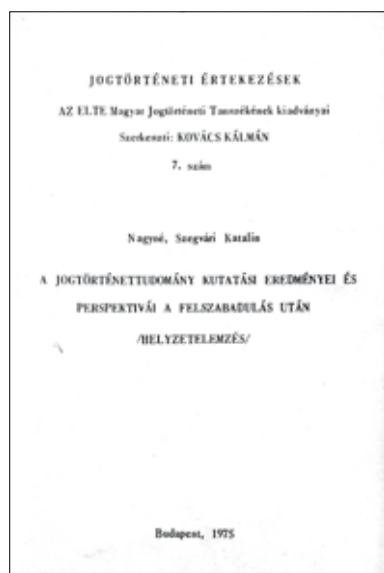 JOGTÖRTÉNETI ÉRTEKEZÉSEK
AZ ELTE Magyar Jogtörténeti Tanszékének kiadványai
Szerkeszti: KOVÁCS KÁLMÁN
7. szám
Nagyné, Szegvári Katalin
A JOGTÖRTÉNETTUDOMÁNY KUTATÁSI EREDMÉNYEI ÉS
PERSPEKTIVÁI A FELSZABADULÁS UTÁN
/HELYZETELEMZÉS/
Budapest, 1975